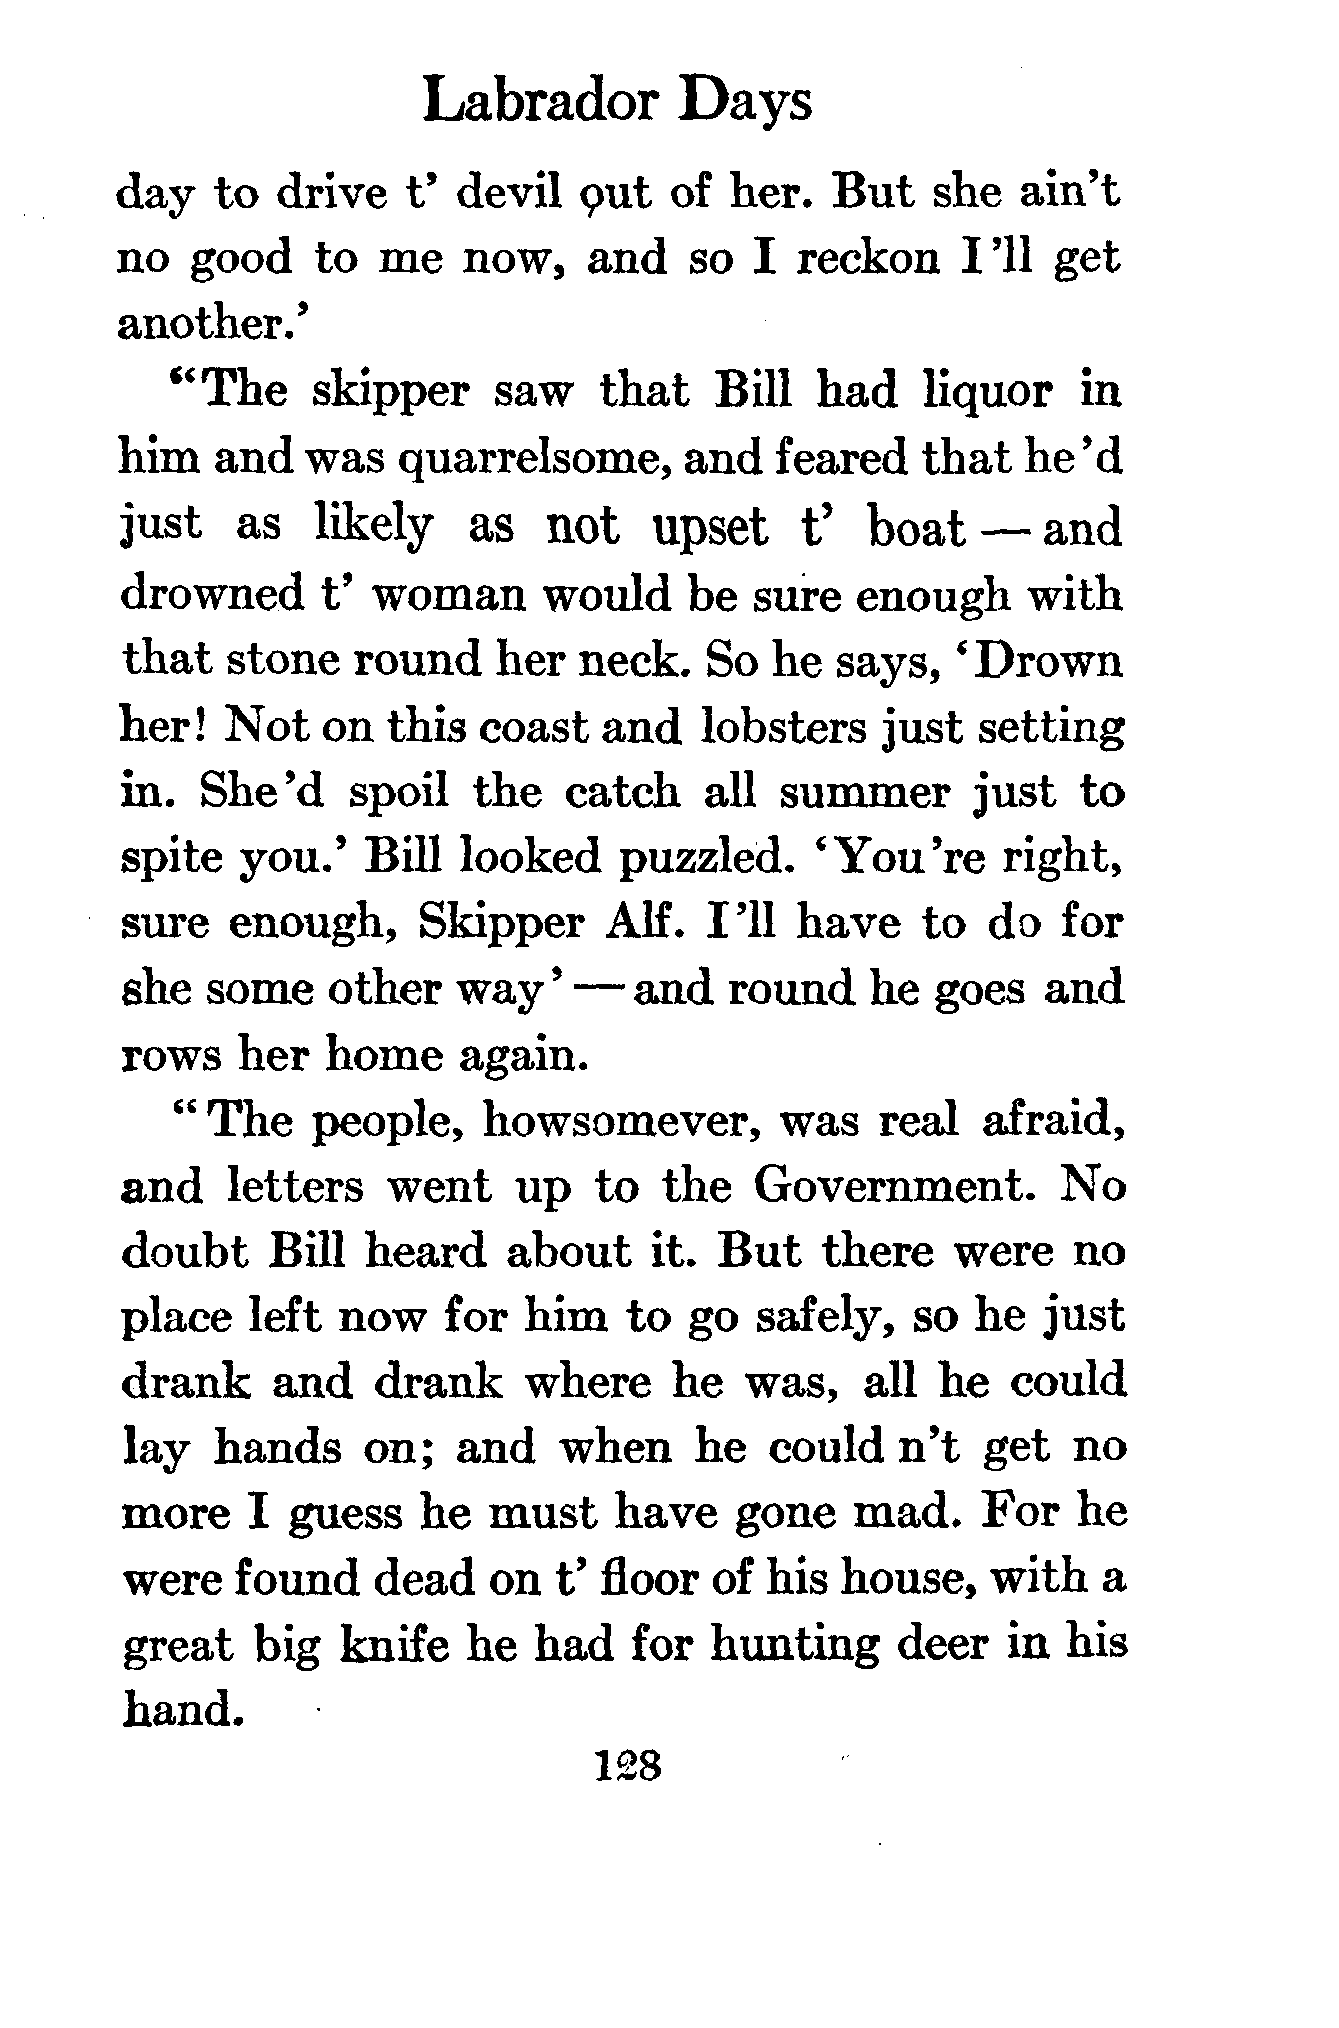 Labrador Days
day to drive t’ devil out of her. But she ain’t
no good to me now, and so I reckon I’ll get
another.’
“The skipper saw that Bill had liquor in
him and was quarrelsome, and feared that he’d
just as likely as not upset t’ boat — and
drowned t’ woman would be sure enough with
that stone round her neck. So he says, ‘Drown
her! Not on this coast and lobsters just setting
in. She’d spoil the catch all summer just to
spite you.’ Bill looked puzzled. ‘You’re right,
sure enough, Skipper Alf. I’ll have to do for
she some other way’ — and round he goes and
rows her home again.
“The people, howsomever, was real afraid,
and letters went up to the Government. No
doubt Bill heard about it. But there were no
place left now for him to go safely, so he just
drank and drank where he was, all he could
lay hands on; and when he could n’t get no
more I guess he must have gone mad. For he
were found dead on t’ floor of his house, with a
great big knife he had for hunting deer in his
hand.
128